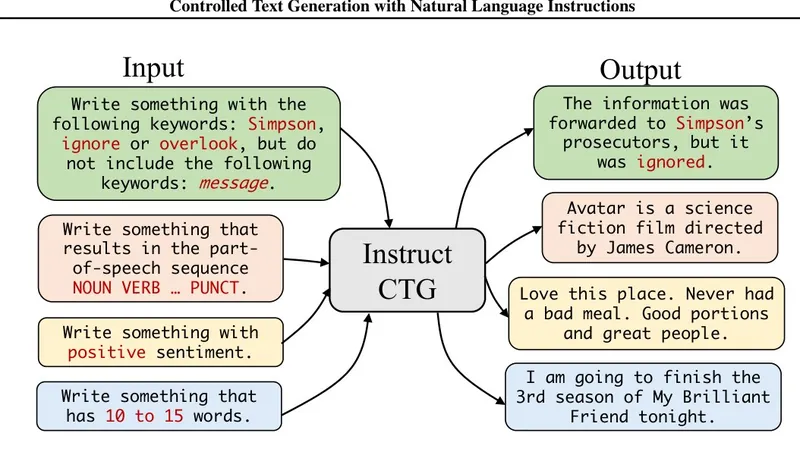 Controlled Text Generation with Natural Language Instructions
Input
Write something with the
following keywords: Simpson,
ignore or overlook, but do
not include the following
keywords: message.
Write something that
results in the part-
of-speech sequence
NOUN VERB … PUNCT.
Write something with
positive sentiment.
Write something that
has 10 to 15 words.
Instruct
CTG
Output
The information was
forwarded to Simpson's
prosecutors, but it
was ignored.
Avatar is a science
fiction film directed
by James Cameron.
Love this place. Never had
a bad meal. Good portions
and great people.
I am going to finish the
3rd season of My Brilliant
Friend tonight.